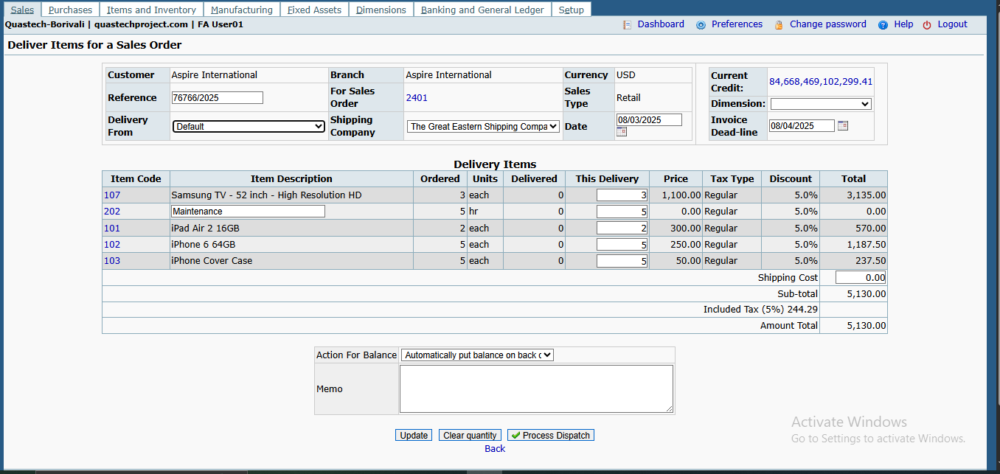 Sales Purchases Items and Inventory Manufacturing Fixed Assets Dimensions Banking and General Ledger Setup
Quastech-Borivali | quastechproject.com | FA User01 Dashboard Preferences Change password Help Logout
Deliver Items for a Sales Order
Customer Aspire International Branch Aspire International Currency USD
Reference 76766/2025 For Sales Order 2401 Sales Type Retail
Delivery From Default Shipping Company The Great Eastern Shipping Compa Date 08/03/2025
Current Credit: 84,668,469,102,299.41
Dimension:
Invoice Dead-line 08/04/2025
Delivery Items
Item Code Item Description Ordered Units Delivered This Delivery Price Tax Type Discount Total
107 Samsung TV - 52 inch - High Resolution HD 3 each 0 3 1,100.00 Regular 5.0% 3,135.00
202 Maintenance 5 hr 0 5 0.00 Regular 5.0% 0.00
101 iPad Air 2 16GB 2 each 0 2 300.00 Regular 5.0% 570.00
102 iPhone 6 64GB 5 each 0 5 250.00 Regular 5.0% 1,187.50
103 iPhone Cover Case 5 each 0 5 50.00 Regular 5.0% 237.50
Shipping Cost 0.00
Sub-total 5,130.00
Included Tax (5%) 244.29
Amount Total 5,130.00
Action For Balance Automatically put balance on back
Memo
Update Clear quantity Process Dispatch
Back
Activate Windows
Go to Settings to activate Windows.